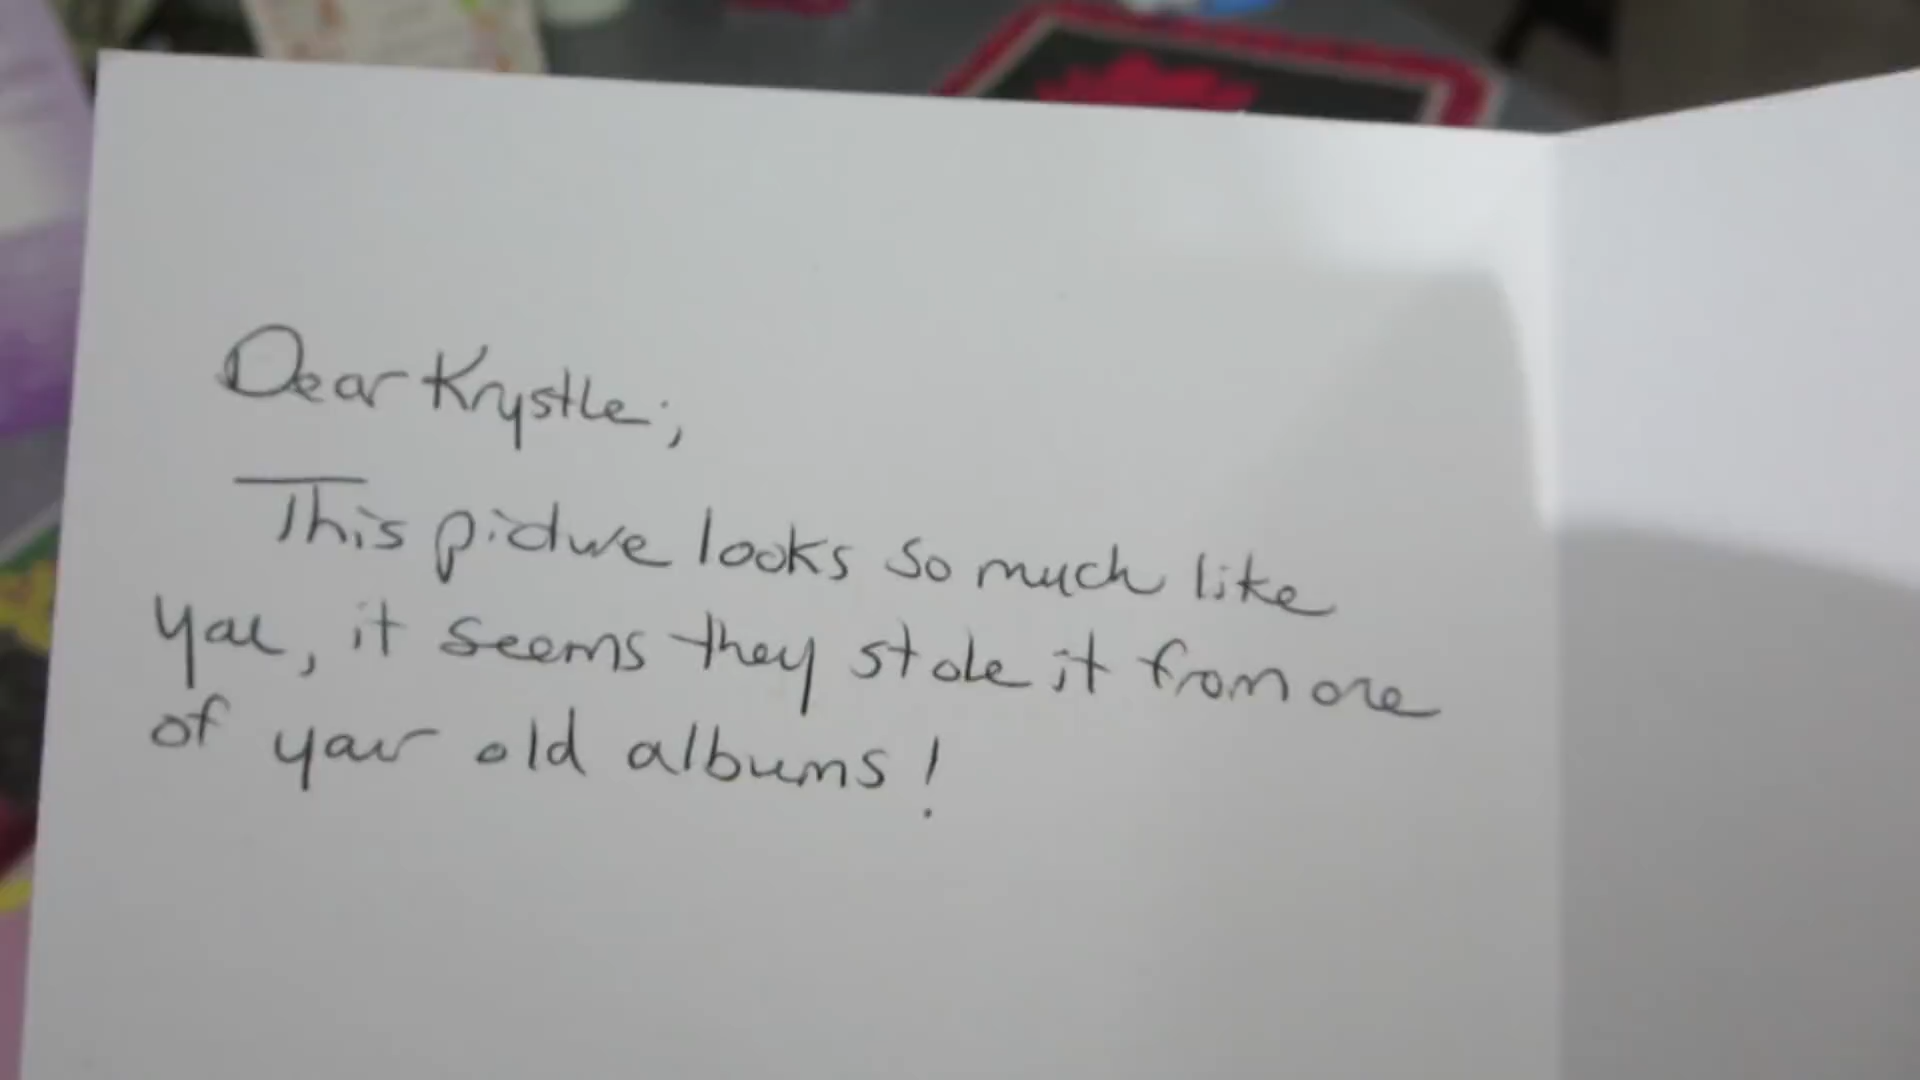 Dear Krystle;
This picture looks so much like
you, it seems they stole it from one
of your old albums!